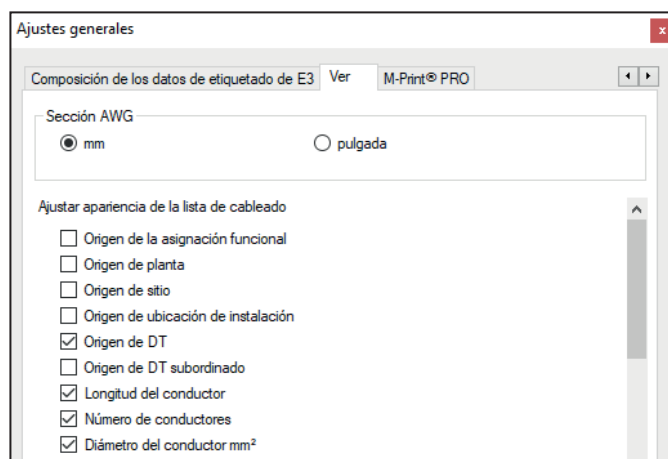 Ajustes generales
x
Composición de los datos de etiquetado de E3 Ver M-Print® PRO
Sección AWG
mm pulgada
Ajustar apariencia de la lista de cableado
Origen de la asignación funcional
Origen de planta
Origen de sitio
Origen de ubicación de instalación
Origen de DT
Origen de DT subordinado
Longitud del conductor
Número de conductores
Diámetro del conductor mm²